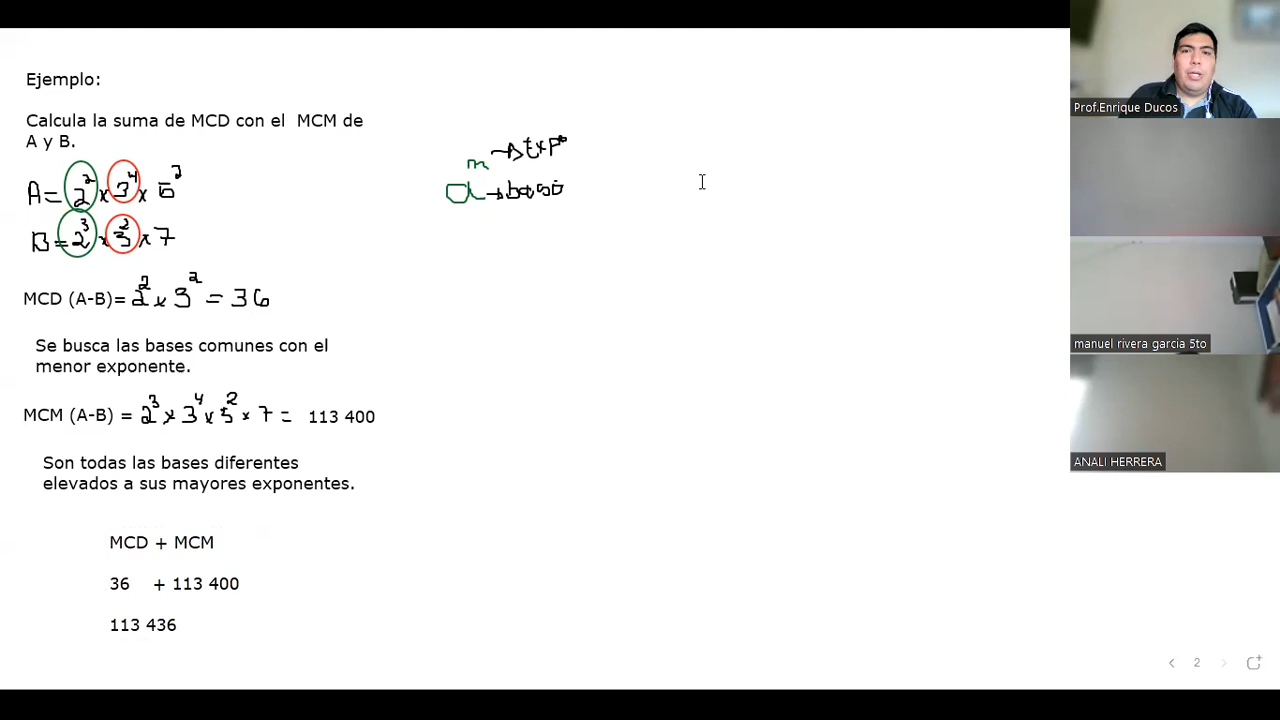 Ejemplo:
Calcula la suma de MCD con el MCM de
A y B.
A = 2² x 3⁴ x 5²
B = 2³ x 3² x 7
aⁿ → Exp
→ base
MCD (A-B)= 2² x 3² = 36
Se busca las bases comunes con el
menor exponente.
MCM (A-B) = 2³ x 3⁴ x 5² x 7 = 113 400
Son todas las bases diferentes
elevados a sus mayores exponentes.
MCD + MCM
36 + 113 400
113 436
Prof.Enrique Ducos
manuel rivera garcia 5to
ANALI HERRERA
2